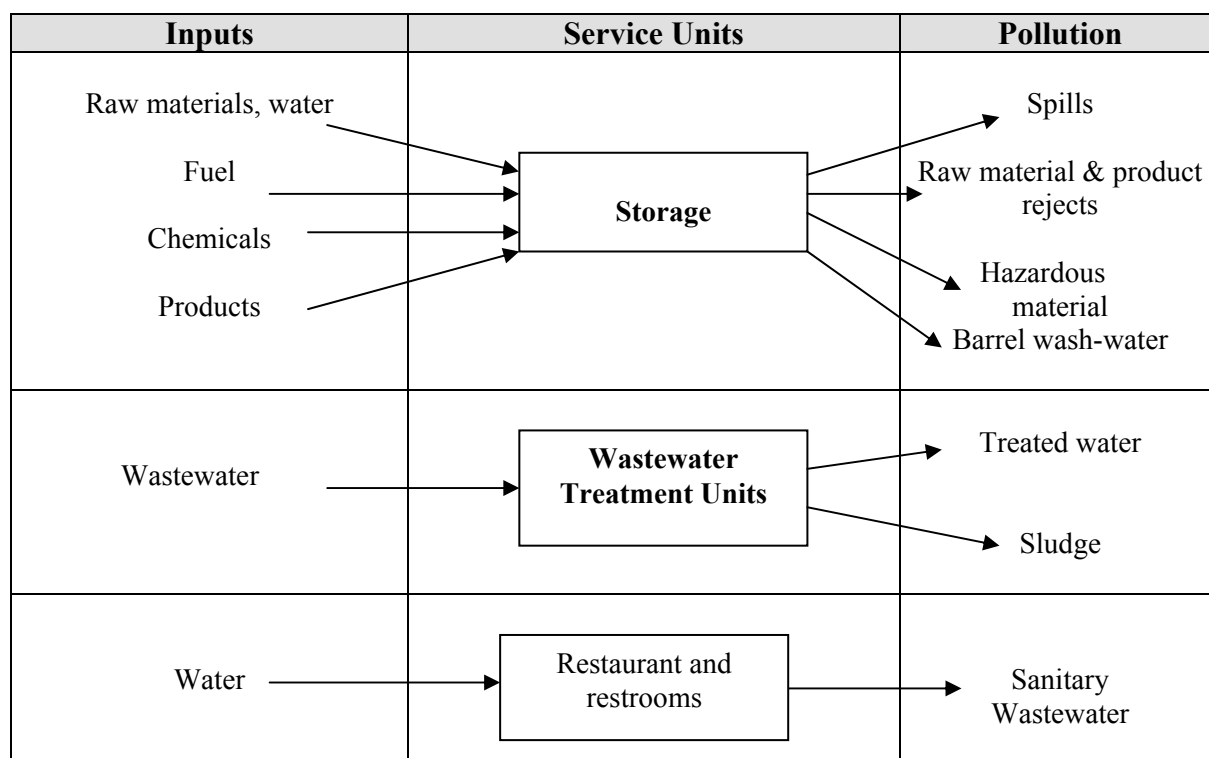 Inputs
Service Units
Pollution
Raw materials, water
Fuel
Chemicals
Products
Storage
Spills
Raw material & product
rejects
Hazardous
material
Barrel wash-water
Wastewater
Wastewater
Treatment Units
Treated water
Sludge
Water
Restaurant and
restrooms
Sanitary
Wastewater